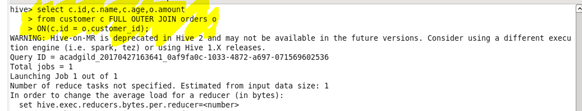 hive> select c.id,c.name,c.age,o.amount
> from customer c FULL OUTER JOIN orders o
> ON(c.id = o.customer_id);
WARNING: Hive-on-MR is deprecated in Hive 2 and may not be available in the future versions. Consider using a different execu
tion engine (i.e. spark, tez) or using Hive 1.X releases.
Query ID = acadgild_20170427163641_0af9fa0c-1033-4872-a697-071569602536
Total jobs = 1
Launching Job 1 out of 1
Number of reduce tasks not specified. Estimated from input data size: 1
In order to change the average load for a reducer (in bytes):
set hive.exec.reducers.bytes.per.reducer=<number>